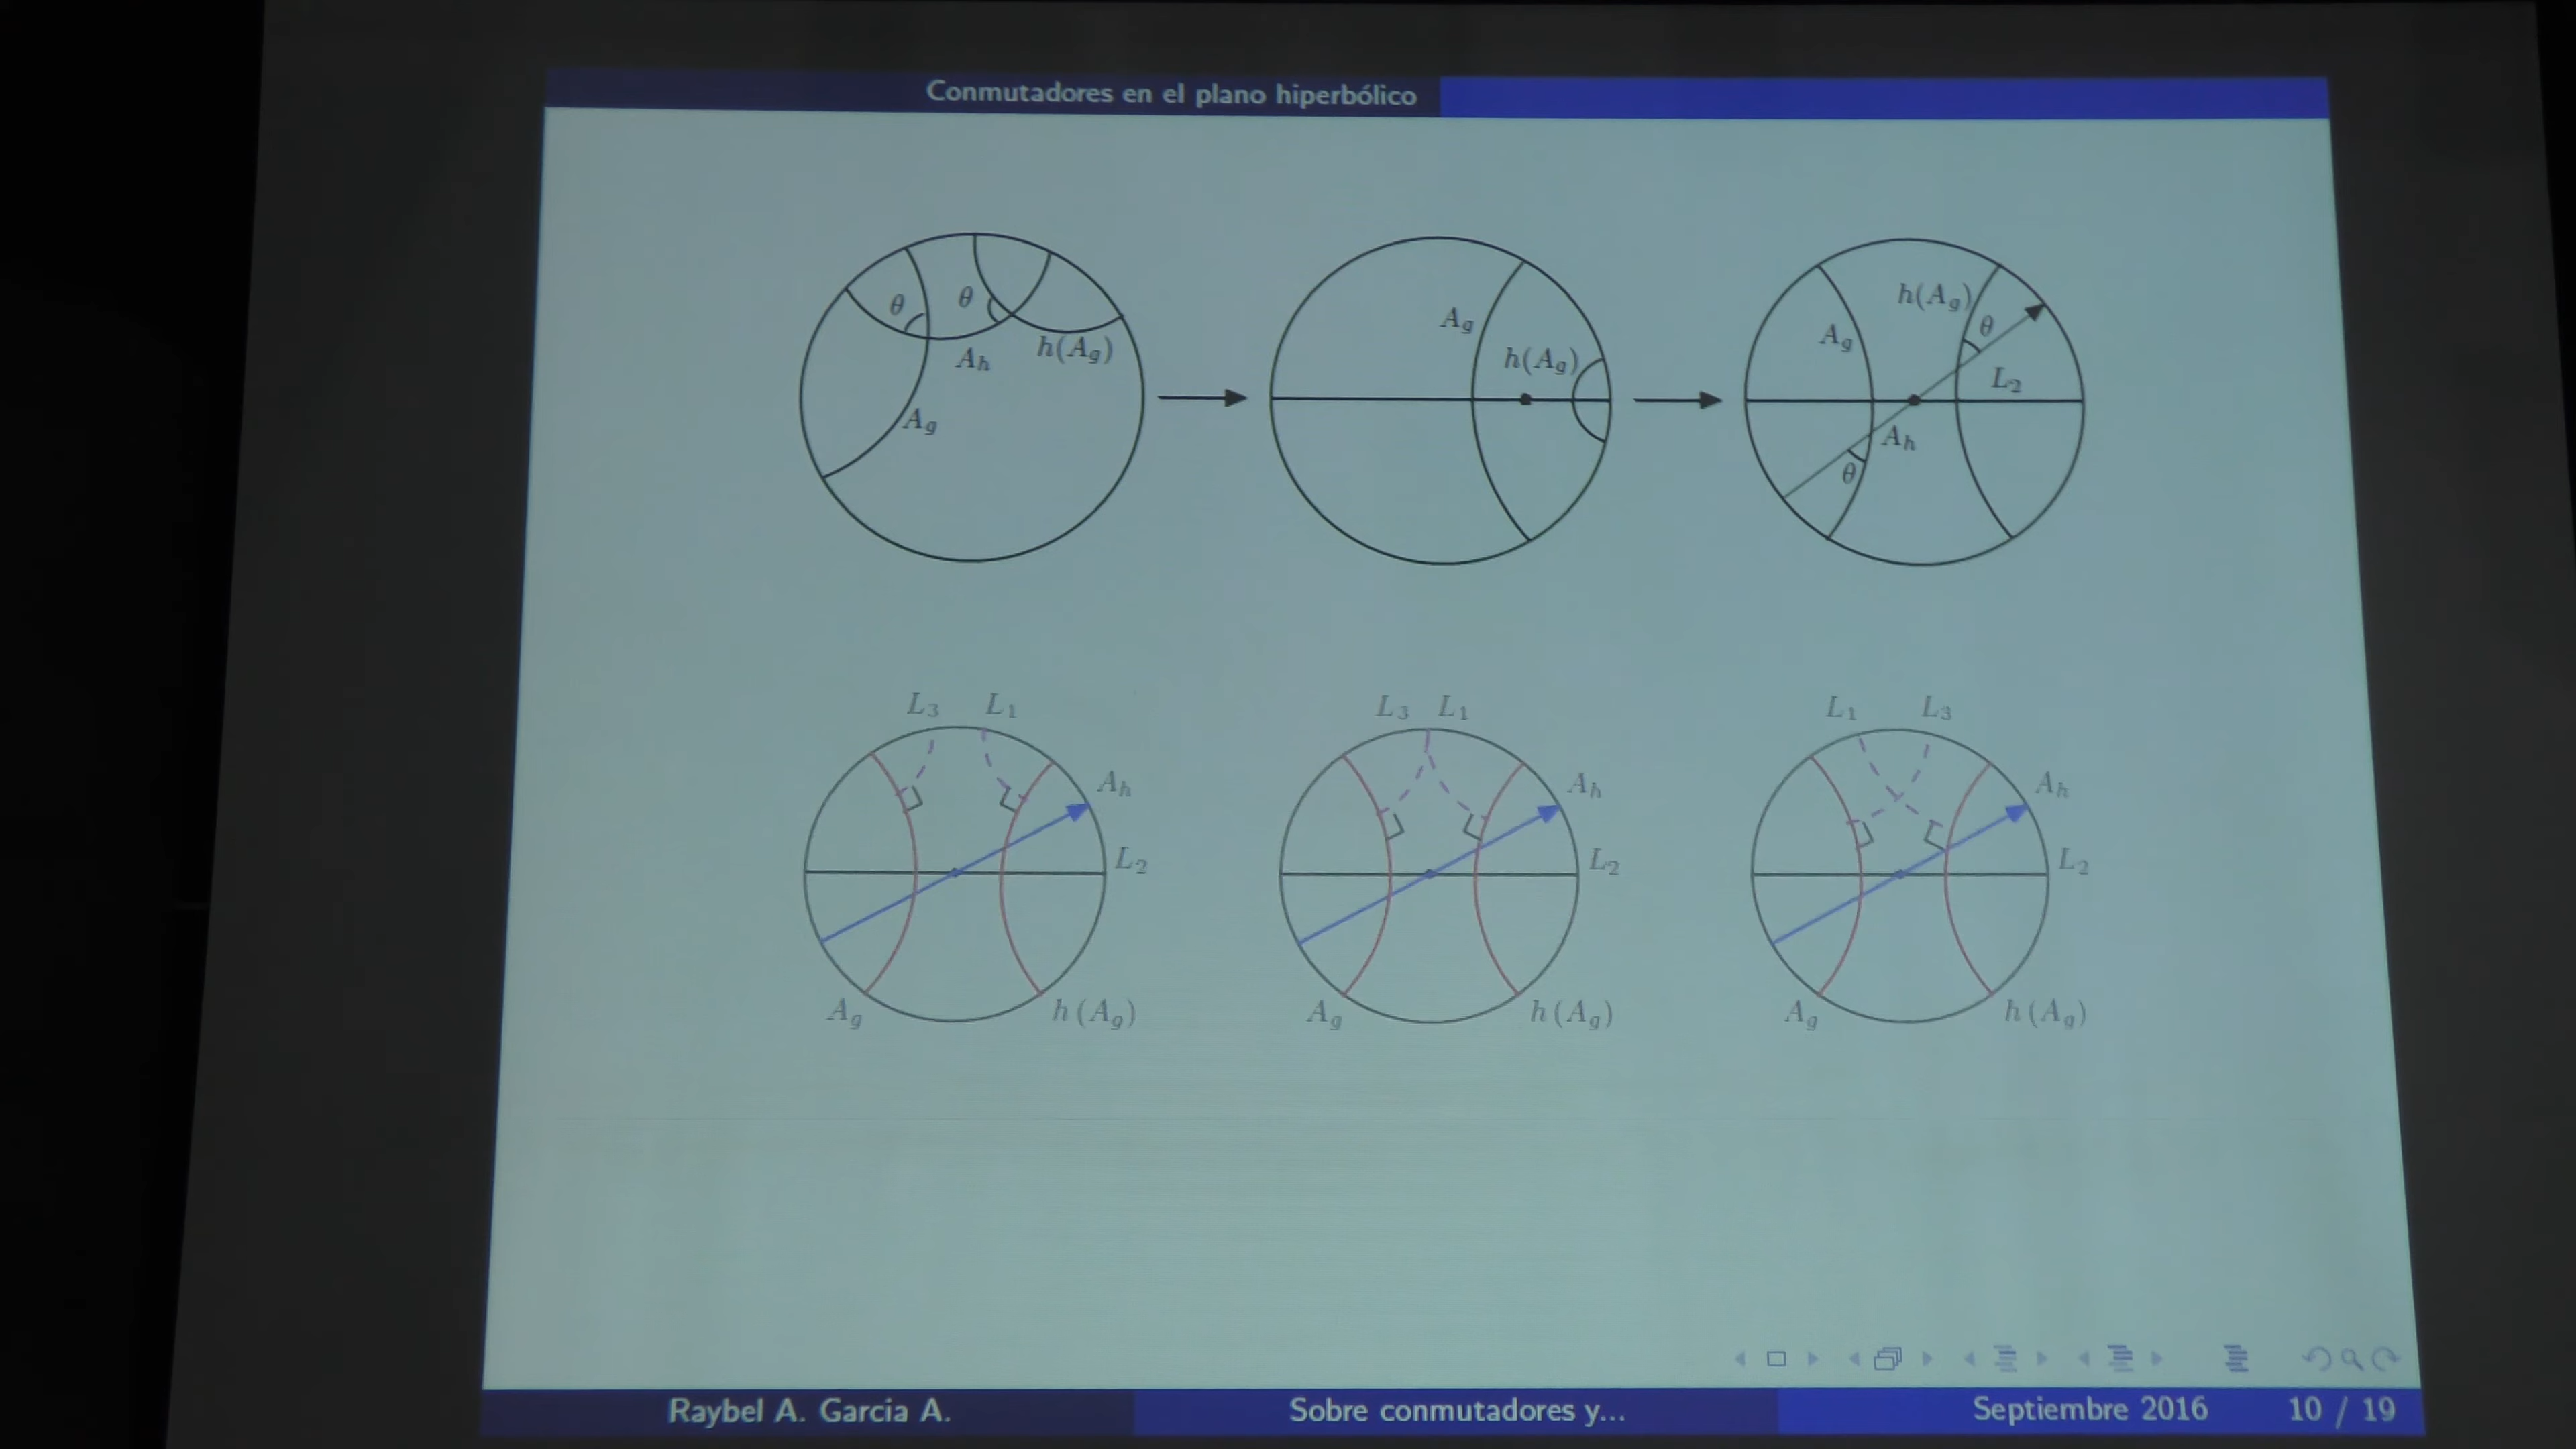 Conmutadores en el plano hiperbólico
θ θ A_h h(A_g) A_g
A_g h(A_g)
h(A_g) θ A_g L_2 A_h θ
L_3 L_1 A_h L_2 A_g h(A_g)
L_3 L_1 A_h L_2 A_g h(A_g)
L_1 L_3 A_h L_2 A_g h(A_g)
Raybel A. Garcia A. Sobre conmutadores y... Septiembre 2016 10 / 19